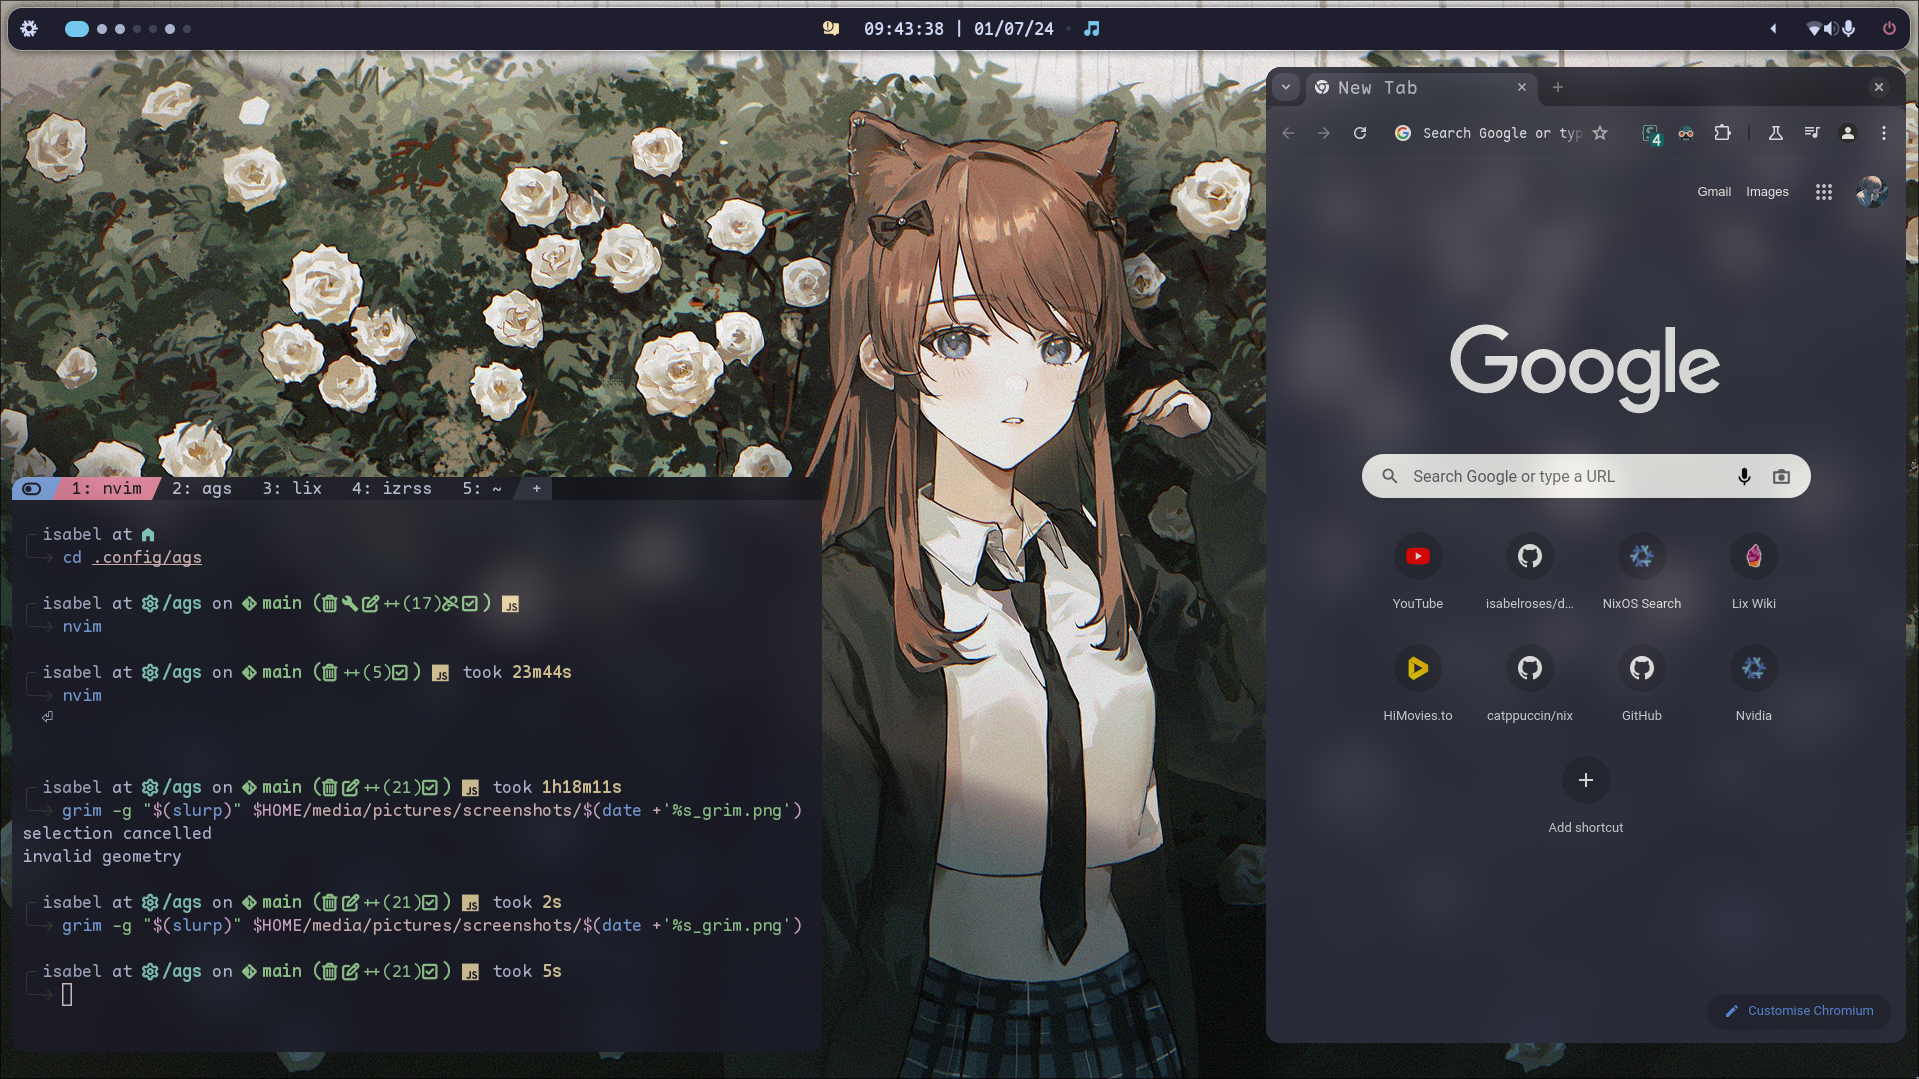 09:43:38 | 01/07/24
1: nvim 2: ags 3: lix 4: izrss 5: ~ +
isabel at
cd .config/ags
isabel at /ags on main (++(17)) JS
nvim
isabel at /ags on main (++(5)) JS took 23m44s
nvim
isabel at /ags on main (++(21)) JS took 1h18m11s
grim -g "$(slurp)" $HOME/media/pictures/screenshots/$(date +'%s_grim.png')
selection cancelled
invalid geometry
isabel at /ags on main (++(21)) JS took 2s
grim -g "$(slurp)" $HOME/media/pictures/screenshots/$(date +'%s_grim.png')
isabel at /ags on main (++(21)) JS took 5s
New Tab
Search Google or typ
4
Gmail Images
Google
Search Google or type a URL
YouTube isabelroses/d... NixOS Search Lix Wiki
HiMovies.to catppuccin/nix GitHub Nvidia
Add shortcut
Customise Chromium